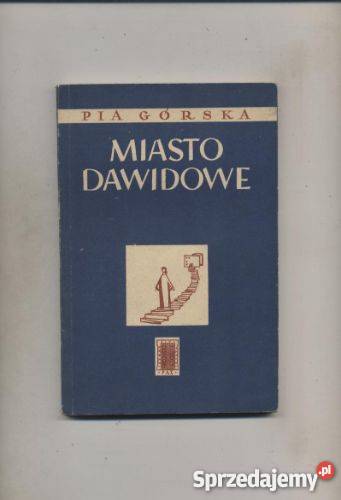 PIA GÓRSKA
MIASTO
DAWIDOWE
PAX
Sprzedajemy.pl